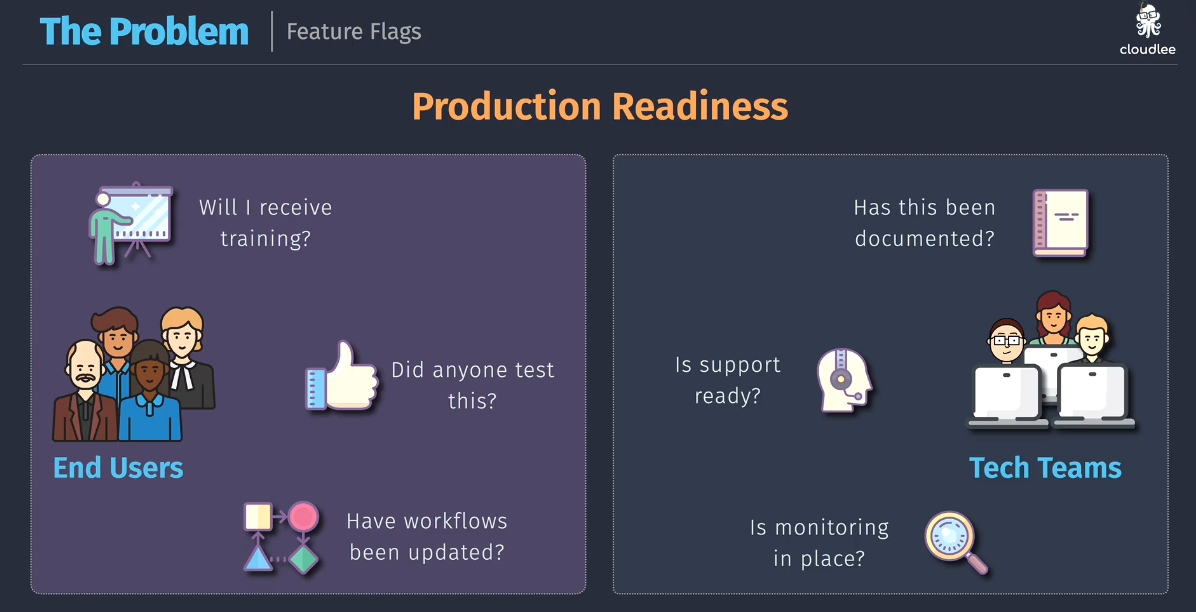 The Problem
Feature Flags
cloudlee
Production Readiness
Will I receive
training?
Did anyone test
this?
End Users
Have workflows
been updated?
Has this been
documented?
Is support
ready?
Tech Teams
Is monitoring
in place?